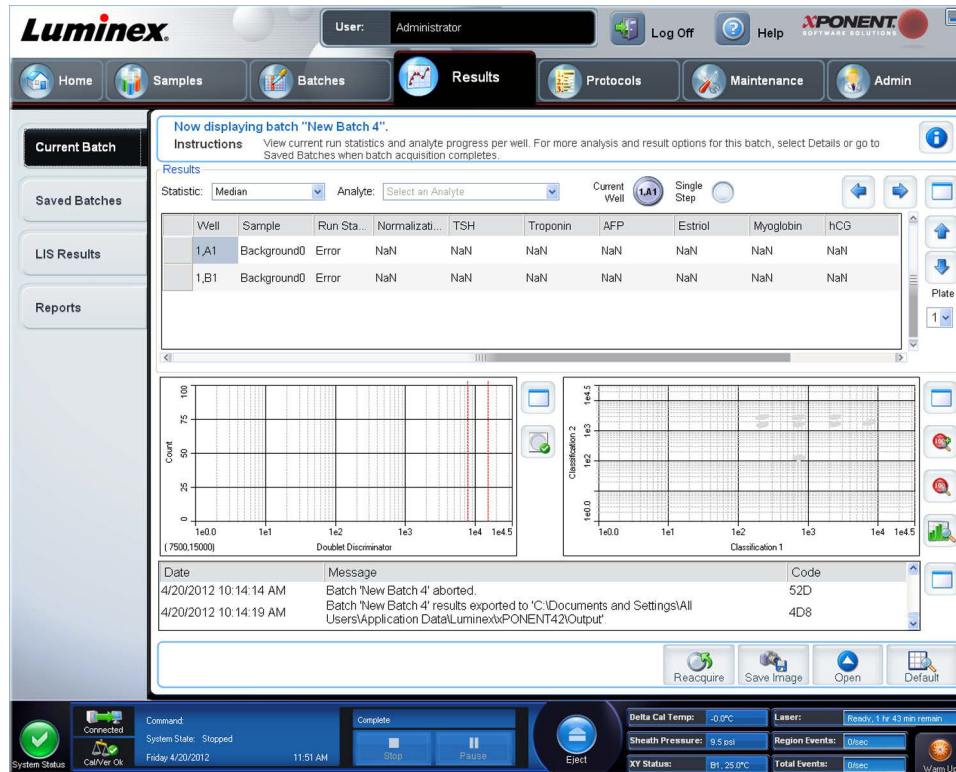 Luminex.
User: Administrator
Log Off
Help
XPONENT.
SOFTWARE SOLUTIONS
Home
Samples
Batches
Results
Protocols
Maintenance
Admin
Current Batch
Saved Batches
LIS Results
Reports
Now displaying batch "New Batch 4".
Instructions View current run statistics and analyte progress per well. For more analysis and result options for this batch, select Details or go to
Saved Batches when batch acquisition completes.
Results
Statistic: Median Analyte: Select an Analyte Current Well 1,A1 Single Step
Well Sample Run Sta... Normalizati... TSH Troponin AFP Estriol Myoglobin hCG
1,A1 Background0 Error NaN NaN NaN NaN NaN NaN NaN
1,B1 Background0 Error NaN NaN NaN NaN NaN NaN NaN
Plate
1
100
75
50
25
0
Count
1e0.0 1e1 1e2 1e3 1e4 1e4.5
(7500,15000) Doublet Discriminator
1e4.5
1e3
1e2
1e0.0
Classification 2
1e0.0 1e1 1e2 1e3 1e4 1e4.5
Classification 1
100
100
Date Message Code
4/20/2012 10:14:14 AM Batch 'New Batch 4' aborted. 52D
4/20/2012 10:14:19 AM Batch 'New Batch 4' results exported to 'C:\Documents and Settings\All
Users\Application Data\Luminex\xPONENT42\Output'. 4D8
Reacquire
Save Image
Open
Default
System Status
Connected
Cal/Ver Ok
Command:
System State: Stopped
Friday 4/20/2012 11:51 AM
Complete
Stop
Pause
Eject
Delta Cal Temp: -0.0°C Laser: Ready, 1 hr 43 min remain
Sheath Pressure: 9.5 psi Region Events: 0/sec
XY Status: B1, 25.0°C Total Events: 0/sec
Warm Up